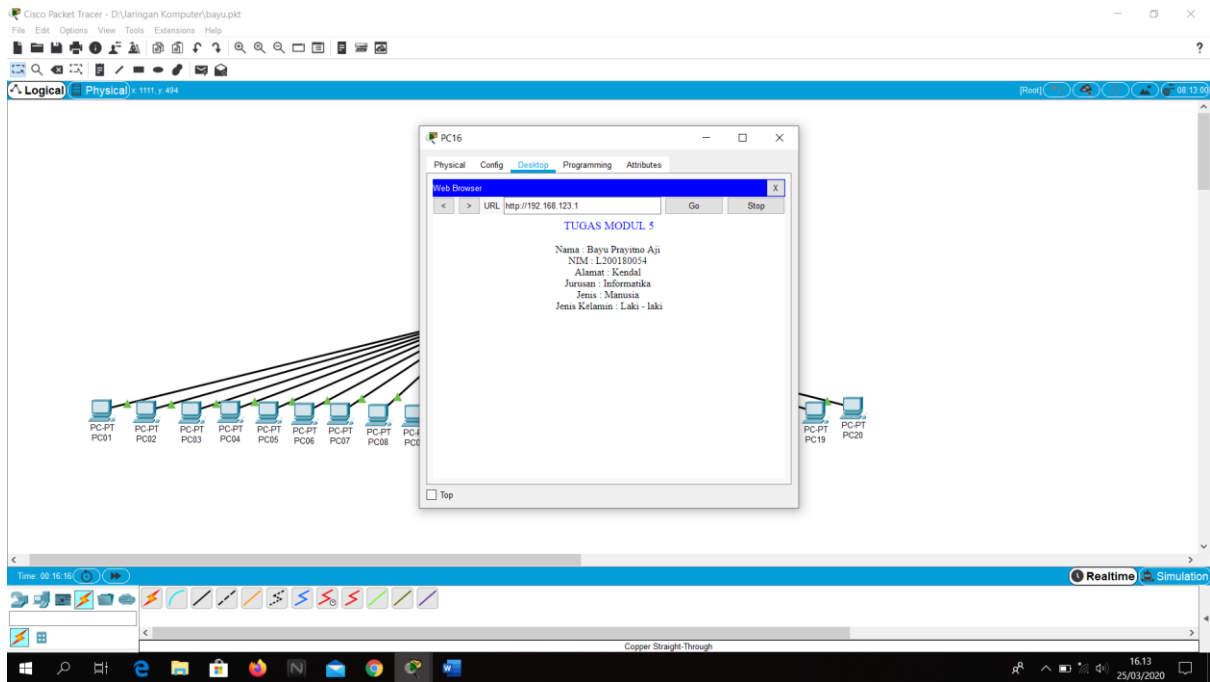 Cisco Packet Tracer - D:\Jaringan Komputer\bayu.pkt
File Edit Options View Tools Extensions Help
?
Logical Physical x: 1111, y: 494 [Root] 08:13:00
PC16
Physical Config Desktop Programming Attributes
Web Browser X
< > URL http://192.168.123.1 Go Stop
TUGAS MODUL 5
Nama : Bayu Prayitno Aji
NIM : L200180054
Alamat : Kendal
Jurusan : Informatika
Jenis : Manusia
Jenis Kelamin : Laki - laki
Top
PC-PT PC01
PC-PT PC02
PC-PT PC03
PC-PT PC04
PC-PT PC05
PC-PT PC06
PC-PT PC07
PC-PT PC08
PC-PT PC19
PC-PT PC20
Time: 00:16:16 Realtime Simulation
Copper Straight-Through
16.13
25/03/2020